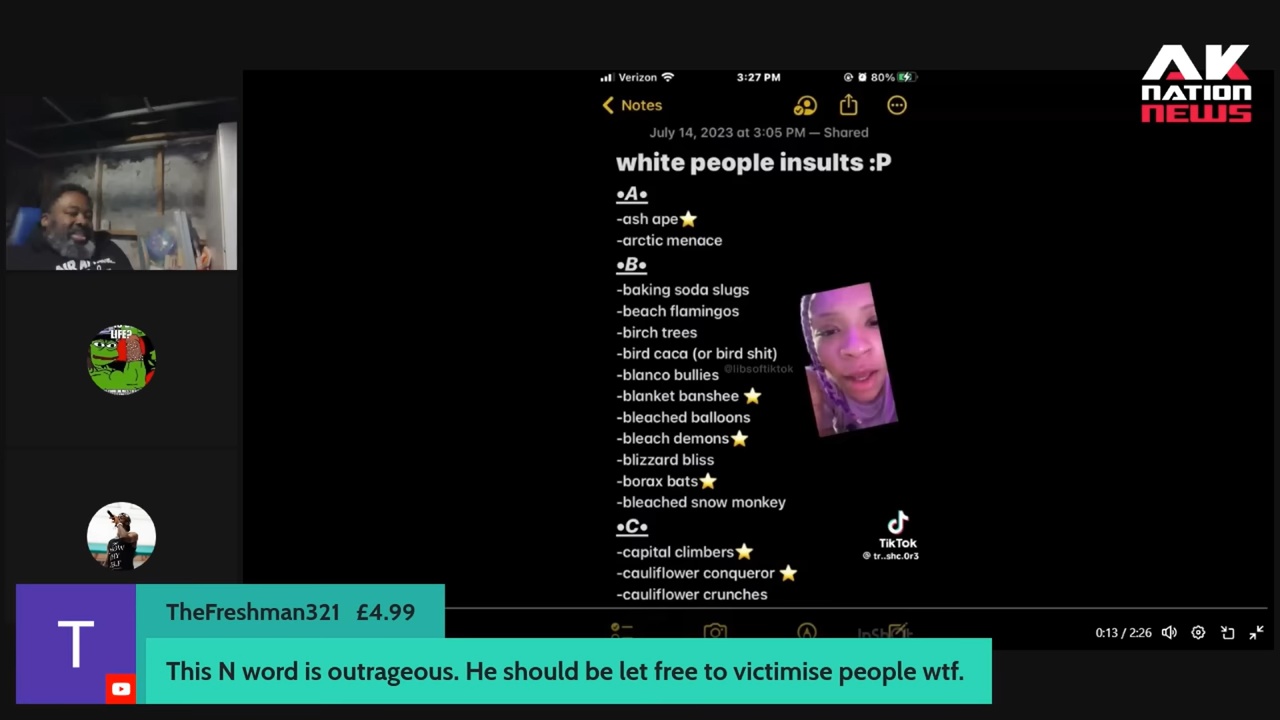 AK
NATION
NEWS
Verizon
3:27 PM
80%
Notes
July 14, 2023 at 3:05 PM — Shared
white people insults :P
•A•
-ash ape⭐
-arctic menace
•B•
-baking soda slugs
-beach flamingos
-birch trees
-bird caca (or bird shit)
@libsoftiktok
-blanco bullies
-blanket banshee ⭐
-bleached balloons
-bleach demons⭐
-blizzard bliss
-borax bats⭐
-bleached snow monkey
•C•
-capital climbers⭐
-cauliflower conqueror ⭐
-cauliflower crunches
TikTok
@ tr..shc.0r3
LIFE?
0:13 / 2:26
T
TheFreshman321 £4.99
This N word is outrageous. He should be let free to victimise people wtf.